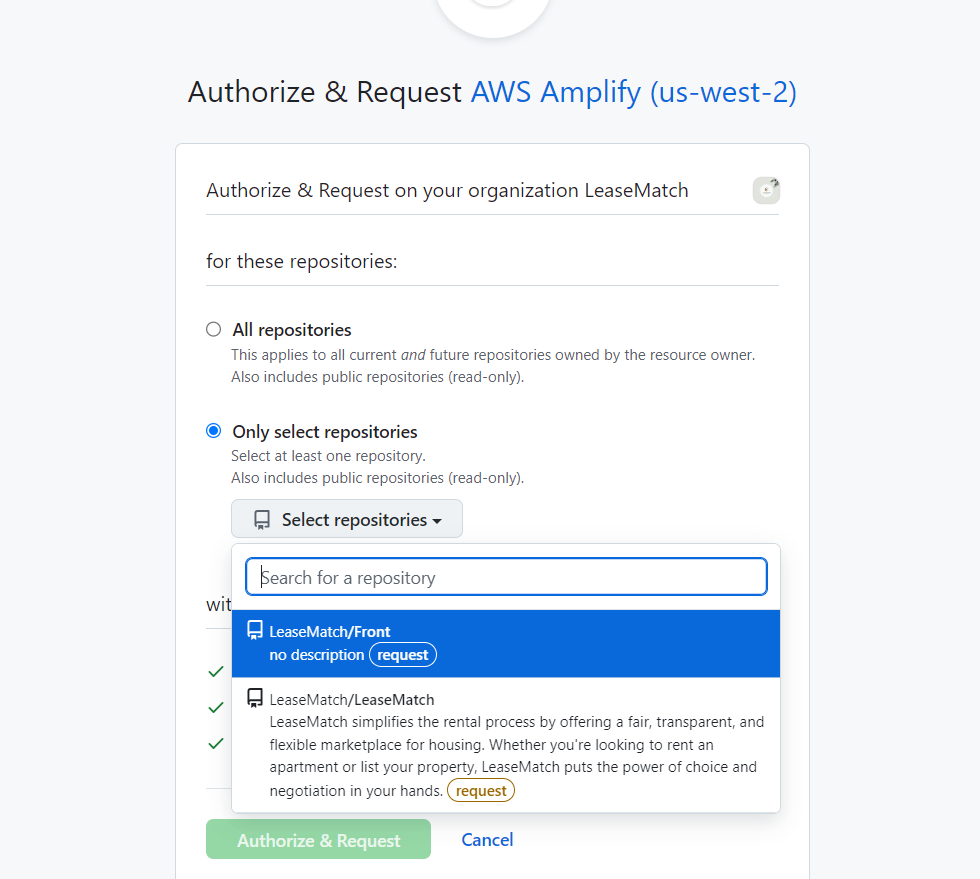 Authorize & Request AWS Amplify (us-west-2)
Authorize & Request on your organization LeaseMatch
for these repositories:
All repositories
This applies to all current and future repositories owned by the resource owner.
Also includes public repositories (read-only).
Only select repositories
Select at least one repository.
Also includes public repositories (read-only).
Select repositories
Search for a repository
wit
LeaseMatch/Front
no description request
LeaseMatch/LeaseMatch
LeaseMatch simplifies the rental process by offering a fair, transparent, and
flexible marketplace for housing. Whether you're looking to rent an
apartment or list your property, LeaseMatch puts the power of choice and
negotiation in your hands. request
Authorize & Request Cancel